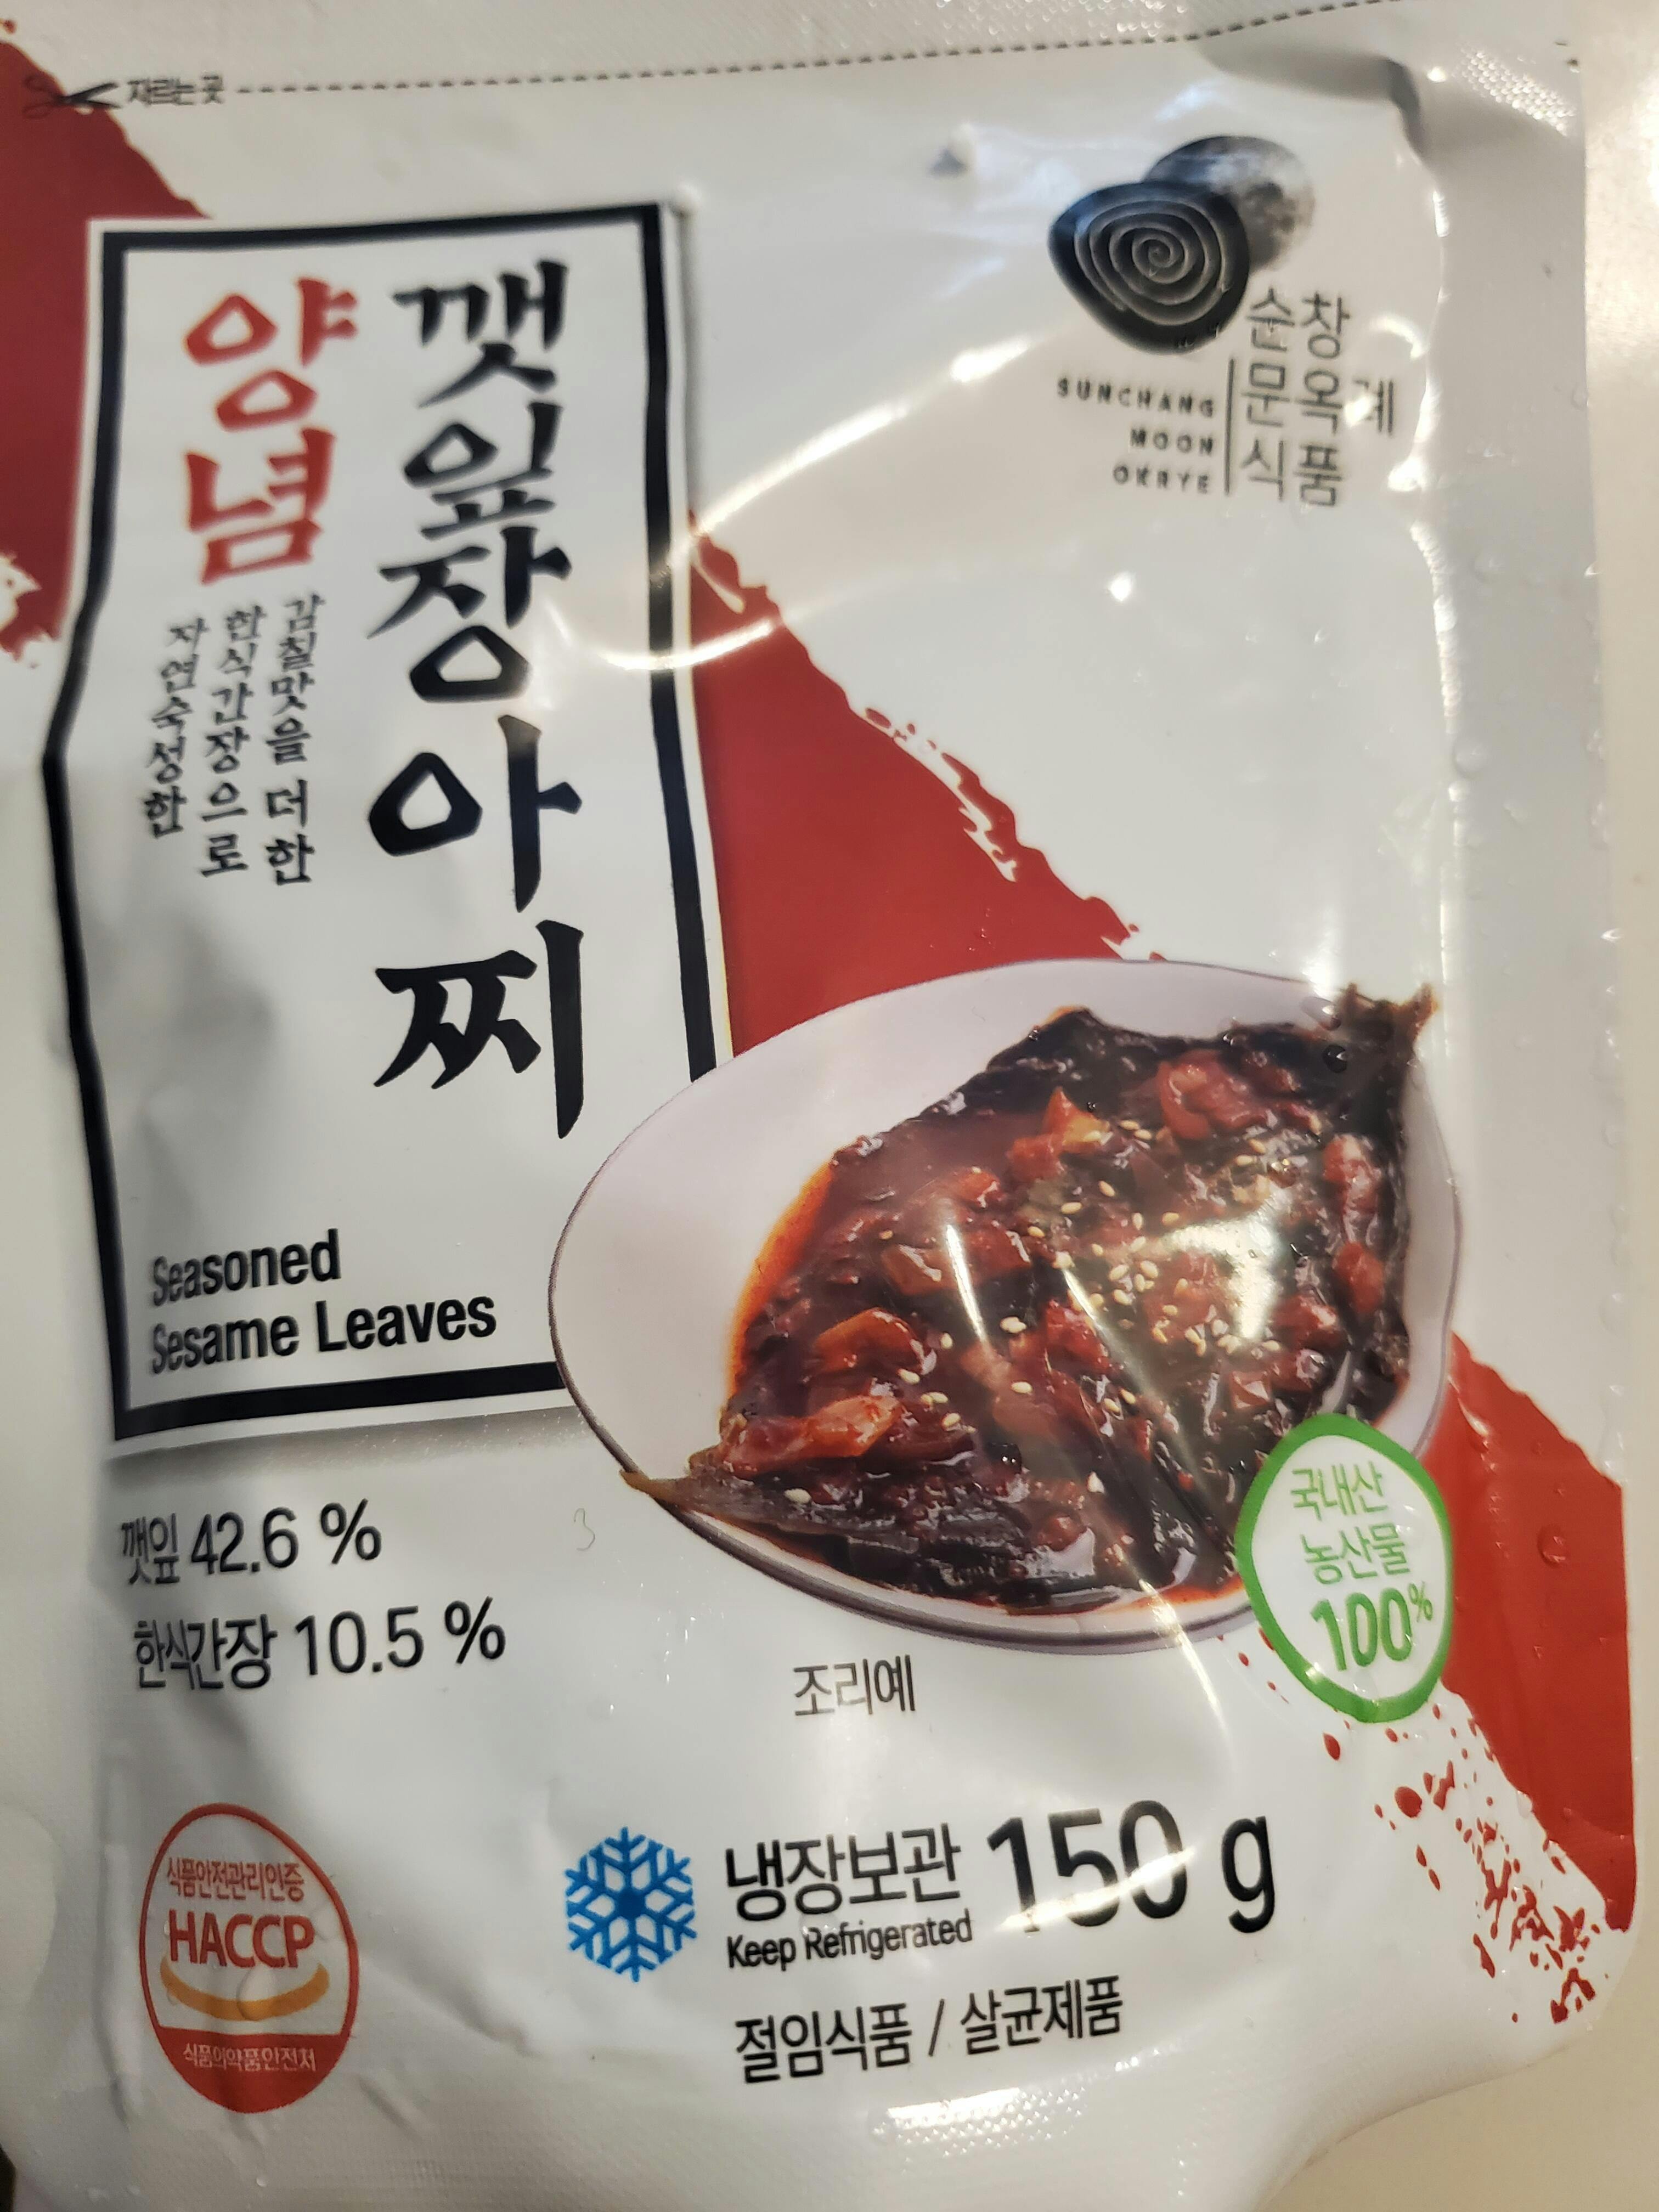 자르는곳
순창
문옥례
식품
SUNCHANG
MOON
OKRYE
깻잎장아찌
양념
감칠맛을 더한
한식간장으로
자연숙성한
Seasoned
Sesame Leaves
깻잎 42.6 %
한식간장 10.5 %
조리예
국내산
농산물
100%
식품안전관리인증
HACCP
식품의약품안전처
냉장보관 150 g
Keep Refrigerated
절임식품 / 살균제품